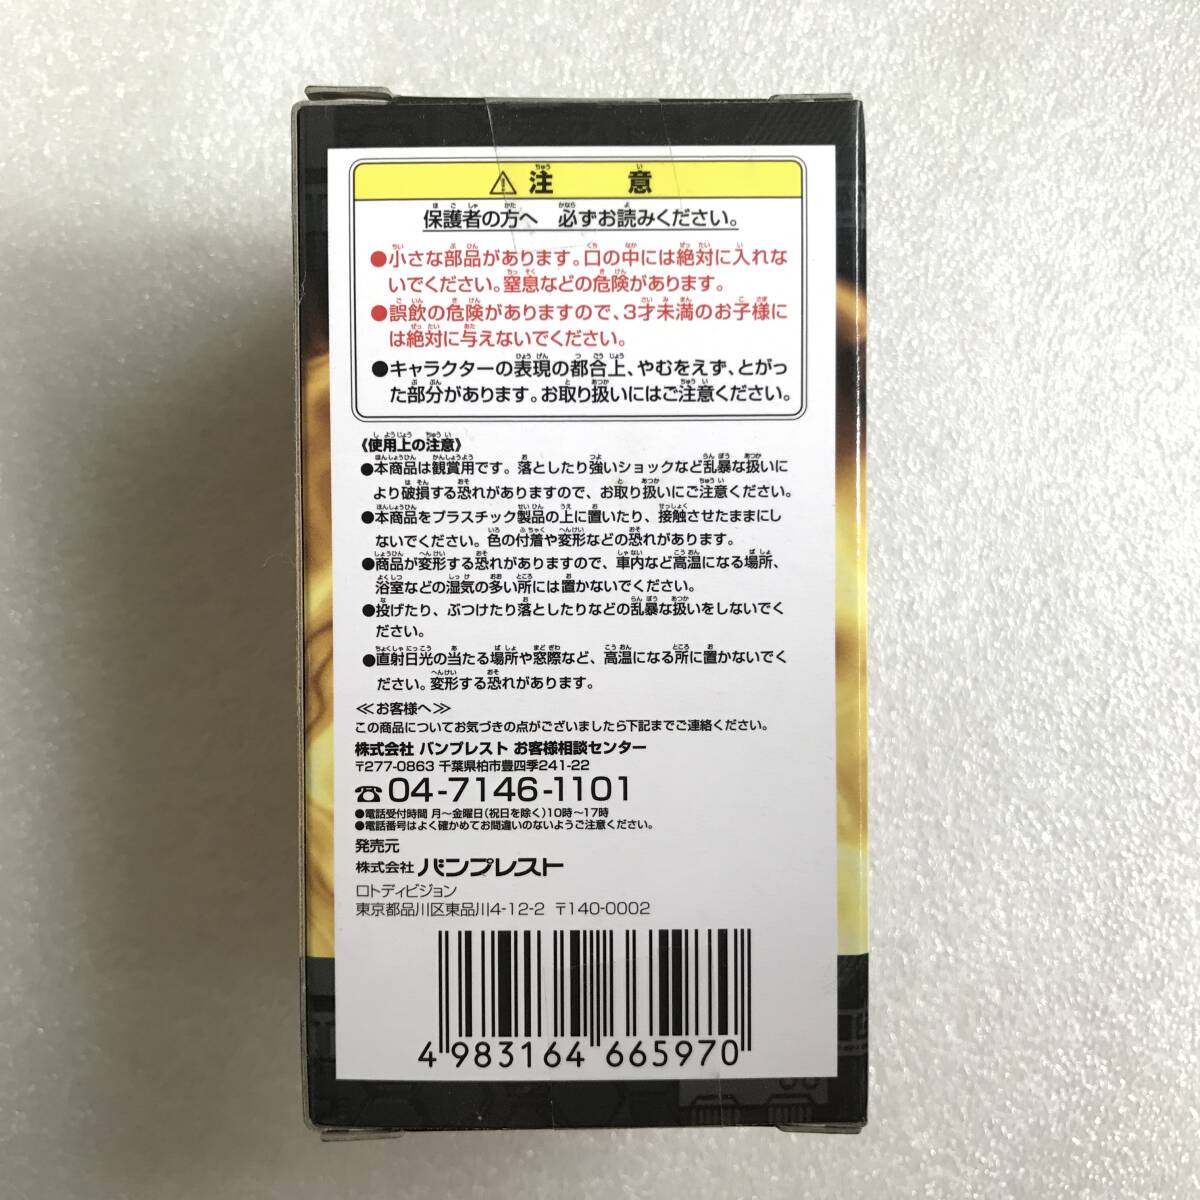 ⚠注意
保護者の方へ 必ずお読みください。
●小さな部品があります。口の中には絶対に入れな
いでください。窒息などの危険があります。
●誤飲の危険がありますので、3才未満のお子様に
は絶対に与えないでください。
●キャラクターの表現の都合上、やむをえず、とがっ
た部分があります。お取り扱いにはご注意ください。
《使用上の注意》
●本商品は観賞用です。落としたり強いショックなど乱暴な扱いに
より破損する恐れがありますので、お取り扱いにご注意ください。
●本商品をプラスチック製品の上に置いたり、接触させたままにし
ないでください。色の付着や変形などの恐れがあります。
●商品が変形する恐れがありますので、車内など高温になる場所、
浴室などの湿気の多い所には置かないでください。
●投げたり、ぶつけたり落としたりなどの乱暴な扱いをしないでく
ださい。
●直射日光の当たる場所や窓際など、高温になる所に置かないでく
ださい。変形する恐れがあります。
≪お客様へ≫
この商品についてお気づきの点がございましたら下記までご連絡ください。
株式会社 バンプレスト お客様相談センター
〒277-0863 千葉県柏市豊四季241-22
☎04-7146-1101
●電話受付時間 月〜金曜日(祝日を除く)10時〜17時
●電話番号はよく確かめてお間違いのないようご注意ください。
発売元
株式会社 バンプレスト
ロトディビジョン
東京都品川区東品川4-12-2 〒140-0002
4 983164 665970